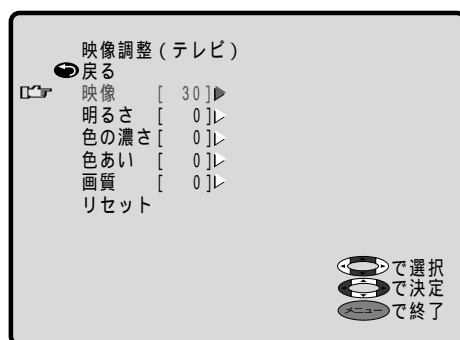 映像調整(テレビ)
戻る
映像 [ 30]
明るさ [ 0]
色の濃さ[ 0]
色あい [ 0]
画質 [ 0]
リセット
で選択
で決定
メニューで終了